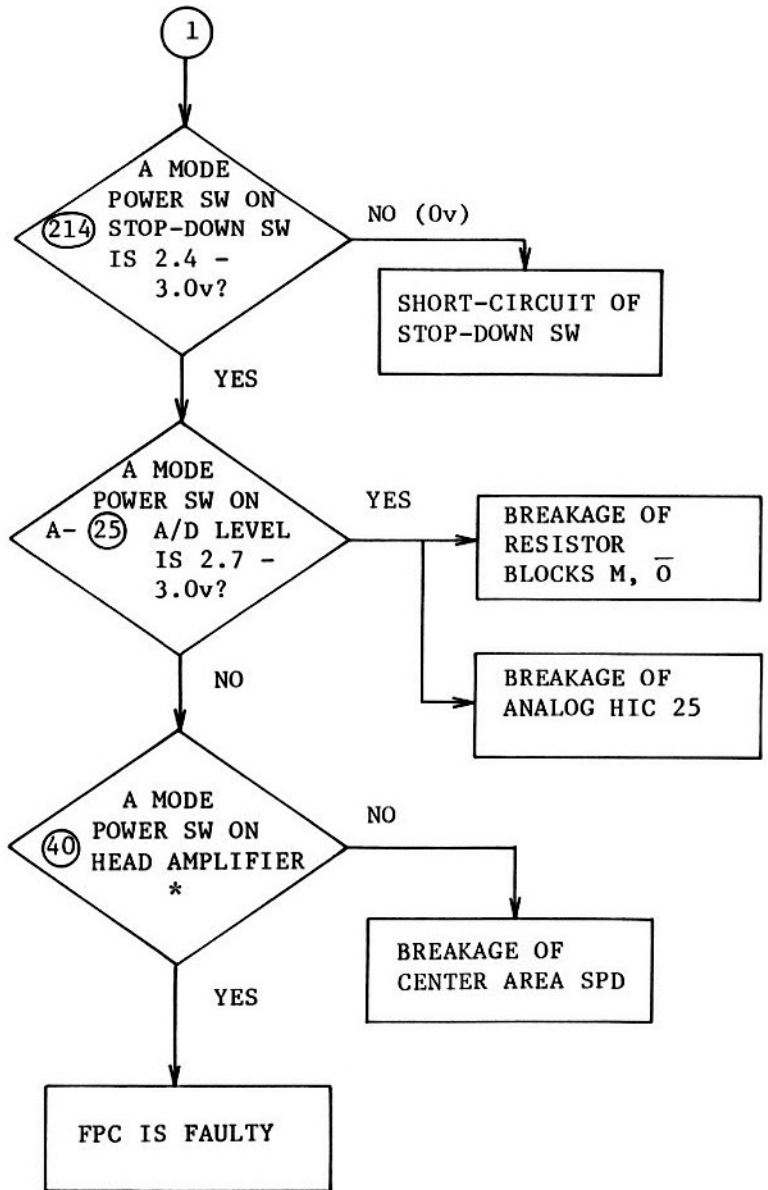 1
A MODE
POWER SW ON
214 STOP-DOWN SW
IS 2.4 -
3.0v?
NO (0v)
SHORT-CIRCUIT OF
STOP-DOWN SW
YES
A MODE
POWER SW ON
A- 25 A/D LEVEL
IS 2.7 -
3.0v?
YES
BREAKAGE OF
RESISTOR
BLOCKS M, O̅
BREAKAGE OF
ANALOG HIC 25
NO
A MODE
POWER SW ON
40 HEAD AMPLIFIER
*
NO
BREAKAGE OF
CENTER AREA SPD
YES
FPC IS FAULTY